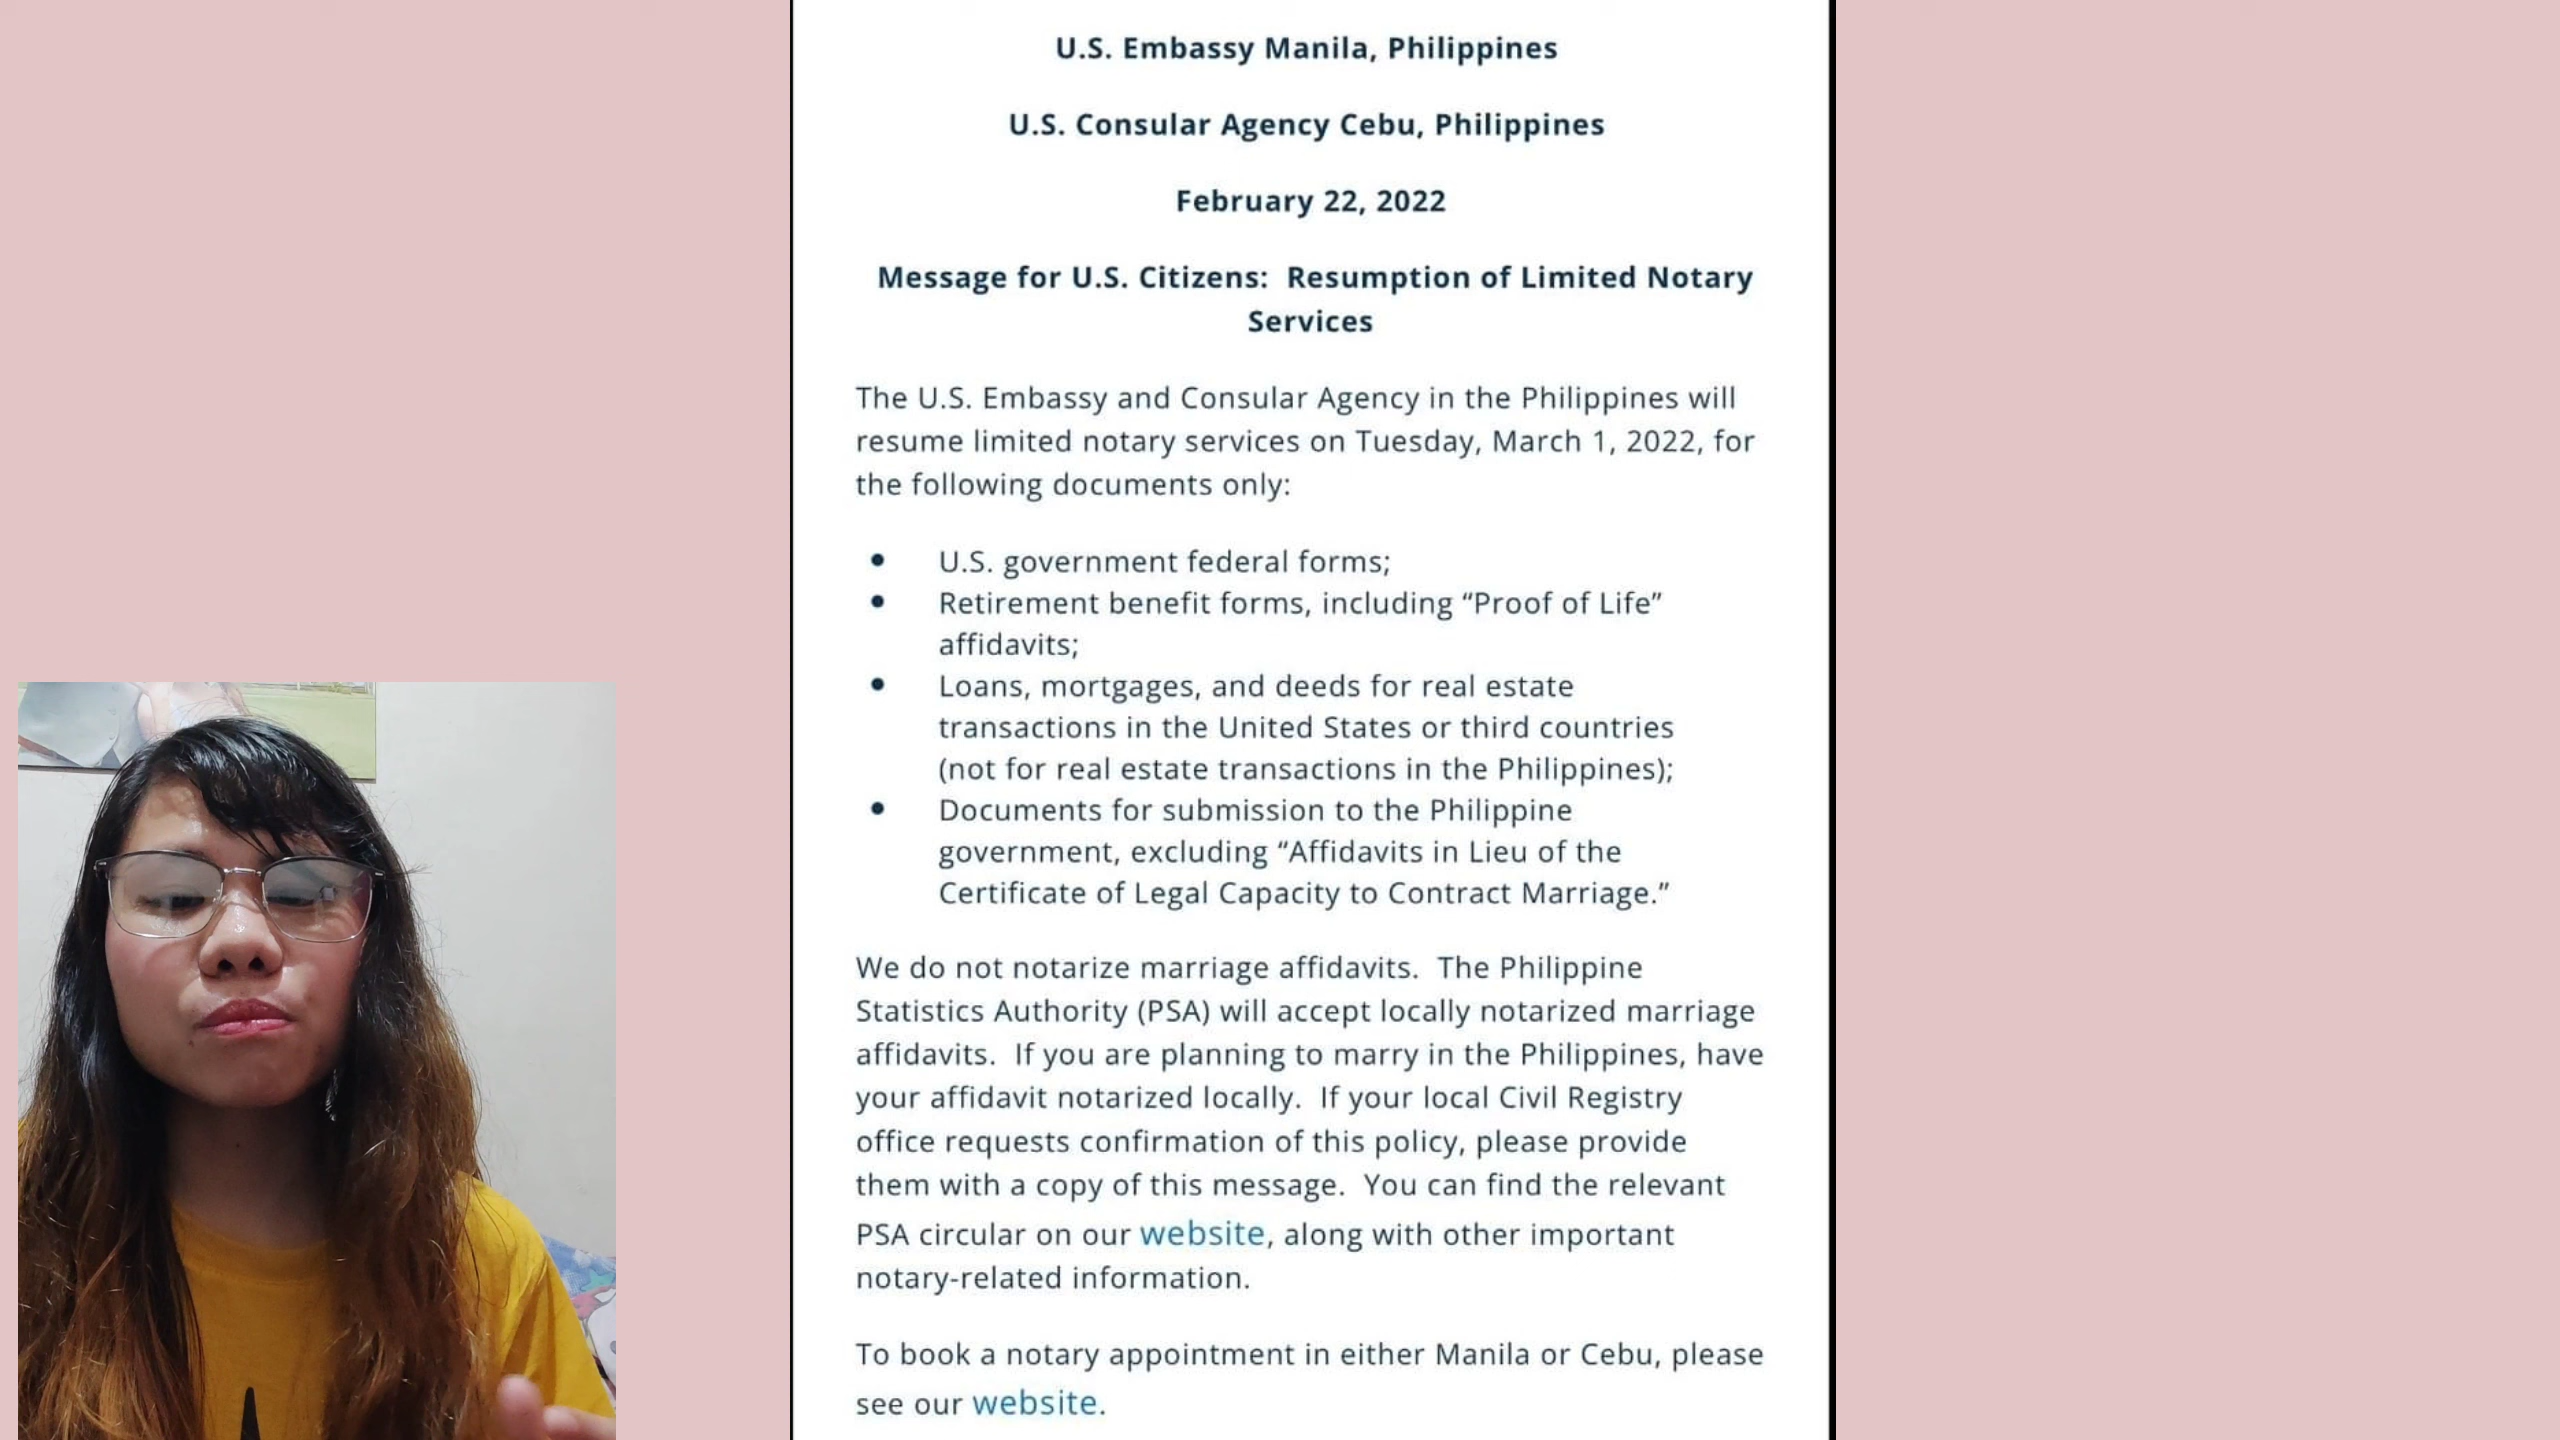 U.S. Embassy Manila, Philippines
U.S. Consular Agency Cebu, Philippines
February 22, 2022
Message for U.S. Citizens:  Resumption of Limited Notary
Services
The U.S. Embassy and Consular Agency in the Philippines will
resume limited notary services on Tuesday, March 1, 2022, for
the following documents only:
• U.S. government federal forms;
• Retirement benefit forms, including “Proof of Life”
affidavits;
• Loans, mortgages, and deeds for real estate
transactions in the United States or third countries
(not for real estate transactions in the Philippines);
• Documents for submission to the Philippine
government, excluding “Affidavits in Lieu of the
Certificate of Legal Capacity to Contract Marriage.”
We do not notarize marriage affidavits.  The Philippine
Statistics Authority (PSA) will accept locally notarized marriage
affidavits.  If you are planning to marry in the Philippines, have
your affidavit notarized locally.  If your local Civil Registry
office requests confirmation of this policy, please provide
them with a copy of this message.  You can find the relevant
PSA circular on our website, along with other important
notary-related information.
To book a notary appointment in either Manila or Cebu, please
see our website.